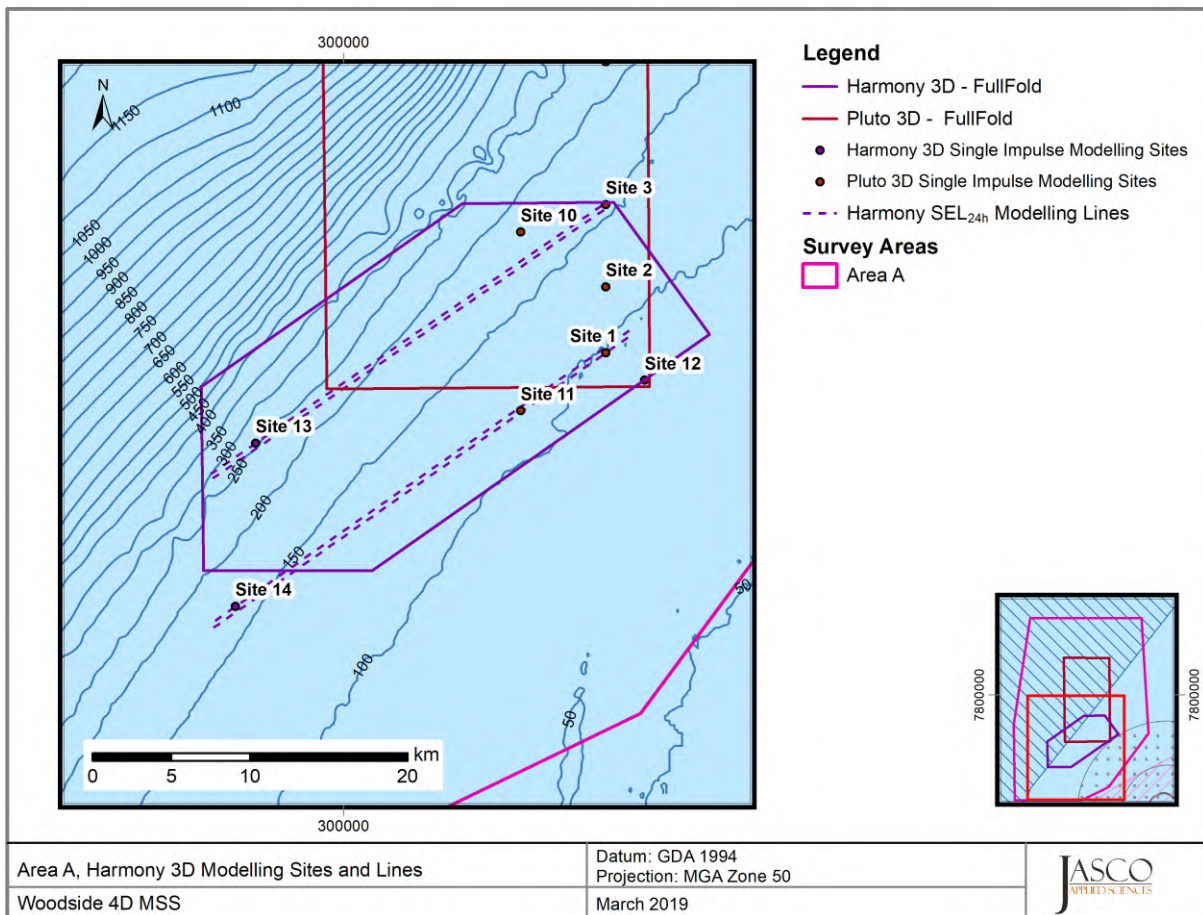 300000
Legend
Harmony 3D - FullFold
Pluto 3D - FullFold
Harmony 3D Single Impulse Modelling Sites
Pluto 3D Single Impulse Modelling Sites
Harmony SEL24h Modelling Lines
Survey Areas
Area A
N
1150
1100
1050
1000
950
900
850
800
750
700
650
600
550
500
450
400
350
300
250
200
150
100
50
50
Site 3
Site 10
Site 2
Site 1
Site 12
Site 11
Site 13
Site 14
km
0 5 10 20
300000
7800000
7800000
Area A, Harmony 3D Modelling Sites and Lines
Woodside 4D MSS
Datum: GDA 1994
Projection: MGA Zone 50
March 2019
JASCO
APPLIED SCIENCES